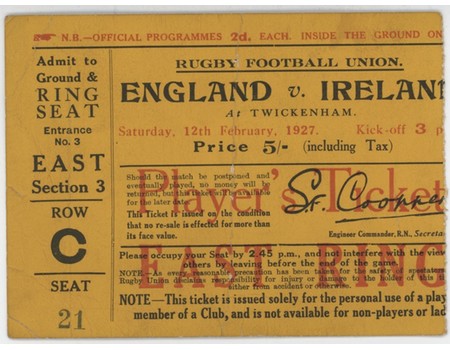 N.B.—OFFICIAL PROGRAMMES 2d. EACH. INSIDE THE GROUND ON
Admit to
Ground &
RING
SEAT
Entrance
No. 3
EAST
Section 3
ROW
C
SEAT
21
RUGBY FOOTBALL UNION.
ENGLAND v. IRELAN
At TWICKENHAM.
Saturday, 12th February, 1927. Kick-off 3 p
Price 5/- (including Tax)
Should the match be postponed and
eventually played, no money will be
returned, but this ticket will be available
for the later date.
This Ticket is issued on the condition
that no re-sale is effected for more than
its face value.
Player's Ticket
S.F. Cooper
Engineer Commander, R.N., Secreta
EAST RING
Please occupy your Seat by 2.45 p.m., and not interfere with the view
others by leaving before the end of the game.
NOTE.—As every reasonable precaution has been taken for the safety of spectators
Rugby Union declines responsibility for injury or damage to the holder of this
either from accident or otherwise.
NOTE—This ticket is issued solely for the personal use of a play
member of a Club, and is not available for non-players or lad